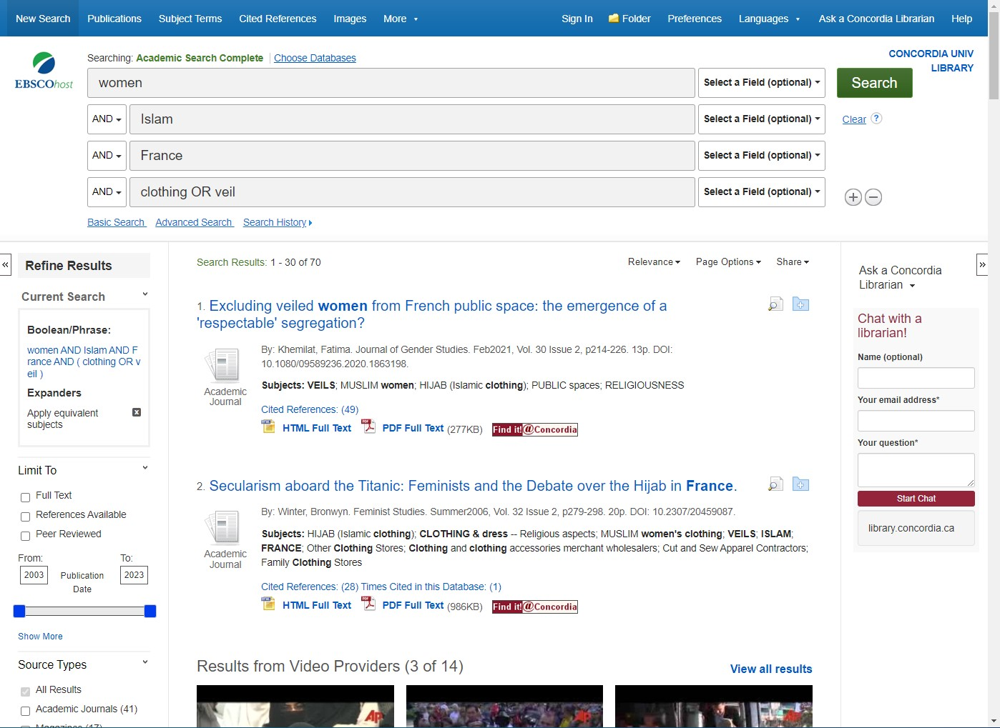 New Search Publications Subject Terms Cited References Images More Sign In Folder Preferences Languages Ask a Concordia Librarian Help
EBSCOhost
Searching: Academic Search Complete Choose Databases
CONCORDIA UNIV
LIBRARY
women Select a Field (optional) Search
AND Islam Select a Field (optional) Clear ?
AND France Select a Field (optional)
AND clothing OR veil Select a Field (optional)
Basic Search Advanced Search Search History
«
Refine Results
Current Search
Boolean/Phrase:
women AND Islam AND F
rance AND ( clothing OR v
eil )
Expanders
Apply equivalent
subjects
x
Limit To
Full Text
References Available
Peer Reviewed
From: To:
2003 Publication 2023
Date
Show More
Source Types
All Results
Academic Journals (41)
Magazines (17)
Search Results: 1 - 30 of 70
Relevance Page Options Share
1. Excluding veiled women from French public space: the emergence of a
'respectable' segregation?
Academic
Journal
By: Khemilat, Fatima. Journal of Gender Studies. Feb2021, Vol. 30 Issue 2, p214-226. 13p. DOI:
10.1080/09589236.2020.1863198.
Subjects: VEILS; MUSLIM women; HIJAB (Islamic clothing); PUBLIC spaces; RELIGIOUSNESS
Cited References: (49)
HTML Full Text PDF PDF Full Text (277KB) Find it!@Concordia
2. Secularism aboard the Titanic: Feminists and the Debate over the Hijab in France.
Academic
Journal
By: Winter, Bronwyn. Feminist Studies. Summer2006, Vol. 32 Issue 2, p279-298. 20p. DOI: 10.2307/20459087.
Subjects: HIJAB (Islamic clothing); CLOTHING & dress -- Religious aspects; MUSLIM women's clothing; VEILS; ISLAM;
FRANCE; Other Clothing Stores; Clothing and clothing accessories merchant wholesalers; Cut and Sew Apparel Contractors;
Family Clothing Stores
Cited References: (28) Times Cited in this Database: (1)
HTML Full Text PDF PDF Full Text (986KB) Find it!@Concordia
Results from Video Providers (3 of 14)
View all results
AP
AP
AP
»
Ask a Concordia
Librarian
Chat with a
librarian!
Name (optional)
Your email address*
Your question*
Start Chat
library.concordia.ca